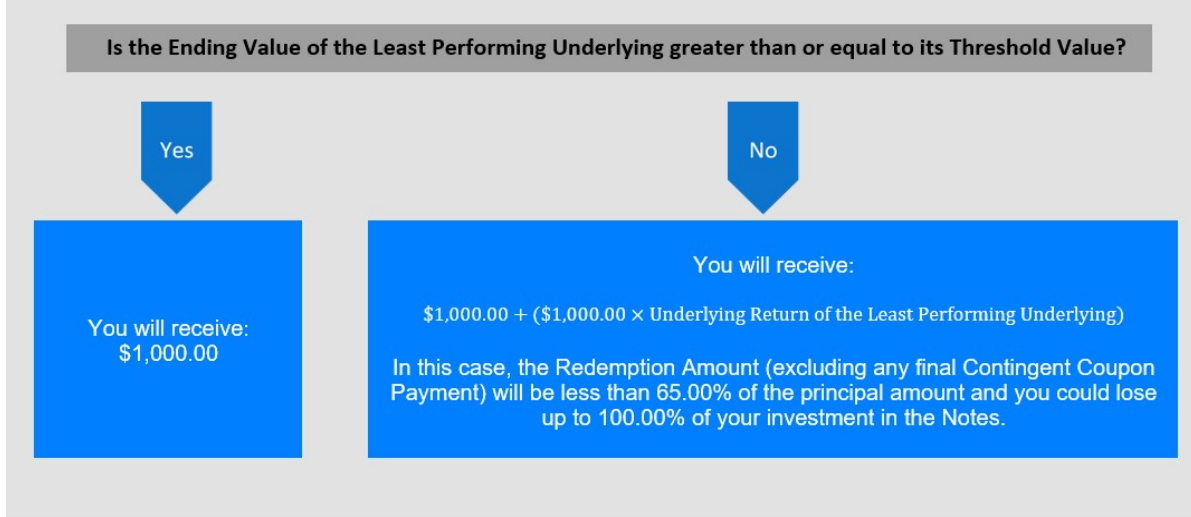 Is the Ending Value of the Least Performing Underlying greater than or equal to its Threshold Value?
Yes
No
You will receive:
$1,000.00
You will receive:
$1,000.00 + ($1,000.00 × Underlying Return of the Least Performing Underlying)
In this case, the Redemption Amount (excluding any final Contingent Coupon
Payment) will be less than 65.00% of the principal amount and you could lose
up to 100.00% of your investment in the Notes.